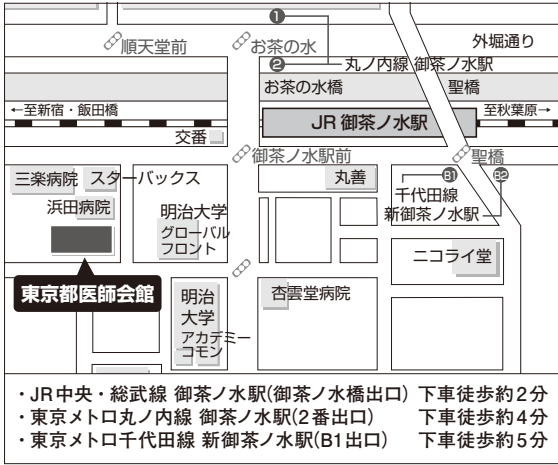 1
順天堂前
お茶の水
外堀通り
2
丸ノ内線 御茶ノ水駅
お茶の水橋
聖橋
←至新宿・飯田橋
至秋葉原→
JR 御茶ノ水駅
交番
御茶ノ水駅前
聖橋
三楽病院
スターバックス
丸善
B1
B2
浜田病院
明治大学
グローバル
フロント
千代田線
新御茶ノ水駅
ニコライ堂
東京都医師会館
明治
大学
アカデミー
コモン
杏雲堂病院
・JR中央・総武線 御茶ノ水駅(御茶ノ水橋出口) 下車徒歩約2分
・東京メトロ丸ノ内線 御茶ノ水駅(2番出口) 下車徒歩約4分
・東京メトロ千代田線 新御茶ノ水駅(B1出口) 下車徒歩約5分